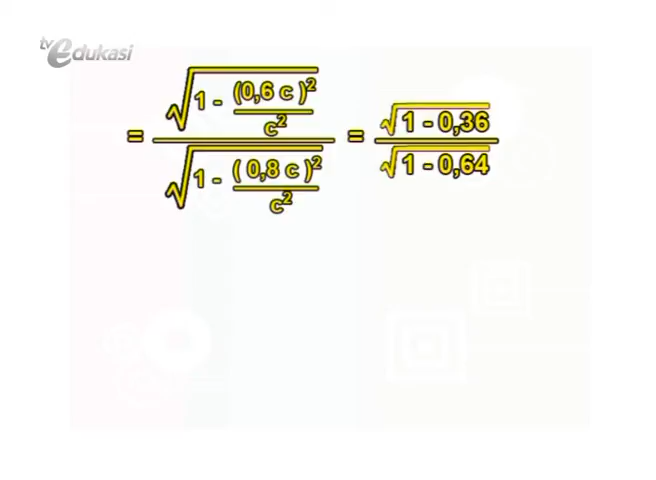 tv edukasi
= √(1 - (0,6 c )² / c²) / √(1 - ( 0,8 c )² / c²) = √(1 - 0,36) / √(1 - 0,64)